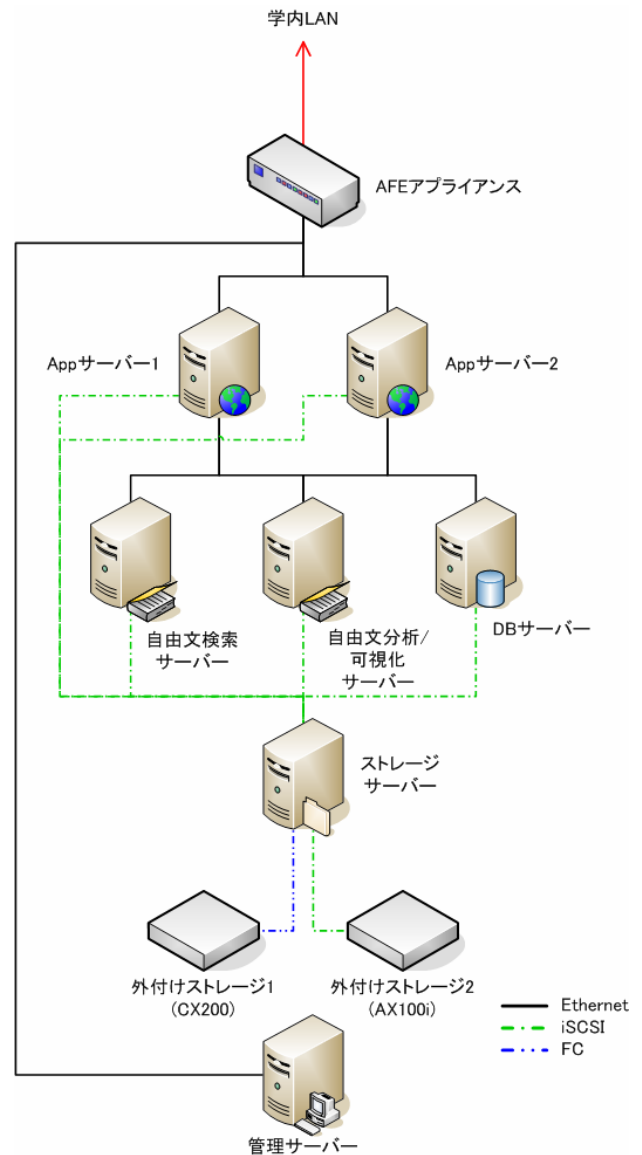 学内LAN
AFEアプライアンス
Appサーバー1
Appサーバー2
自由文検索
サーバー
自由文分析/
可視化
サーバー
DBサーバー
ストレージ
サーバー
外付けストレージ1
(CX200)
外付けストレージ2
(AX100i)
Ethernet
iSCSI
FC
管理サーバー